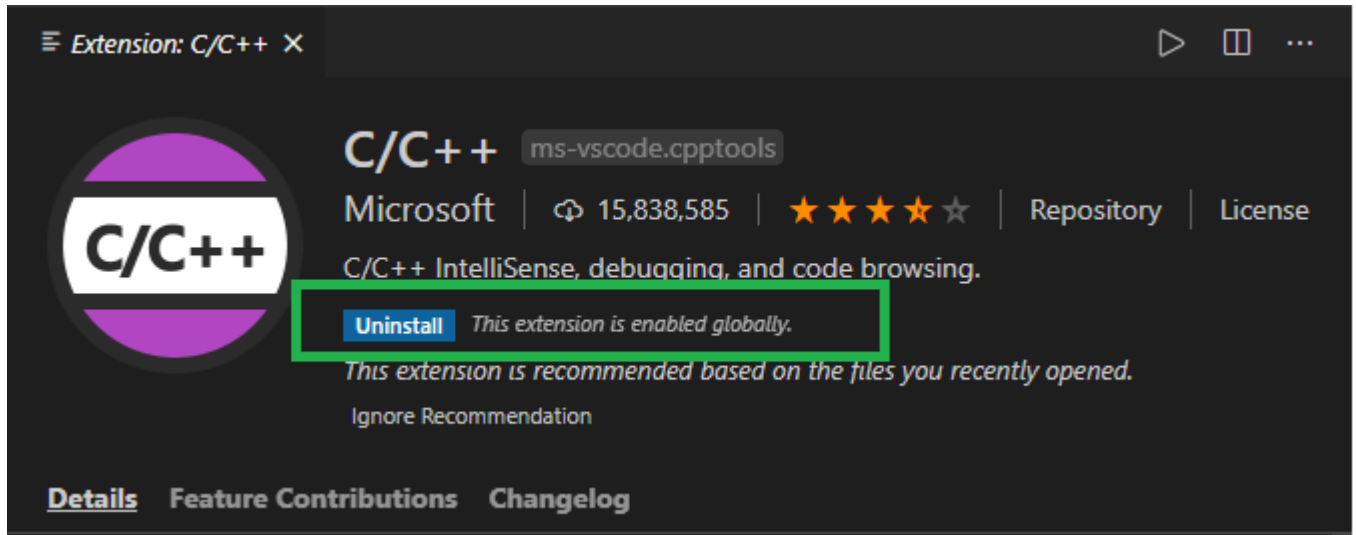 Extension: C/C++
C/C++ ms-vscode.cpptools
Microsoft 15,838,585 Repository License
C/C++
C/C++ IntelliSense, debugging, and code browsing.
Uninstall This extension is enabled globally.
This extension is recommended based on the files you recently opened.
Ignore Recommendation
Details Feature Contributions Changelog